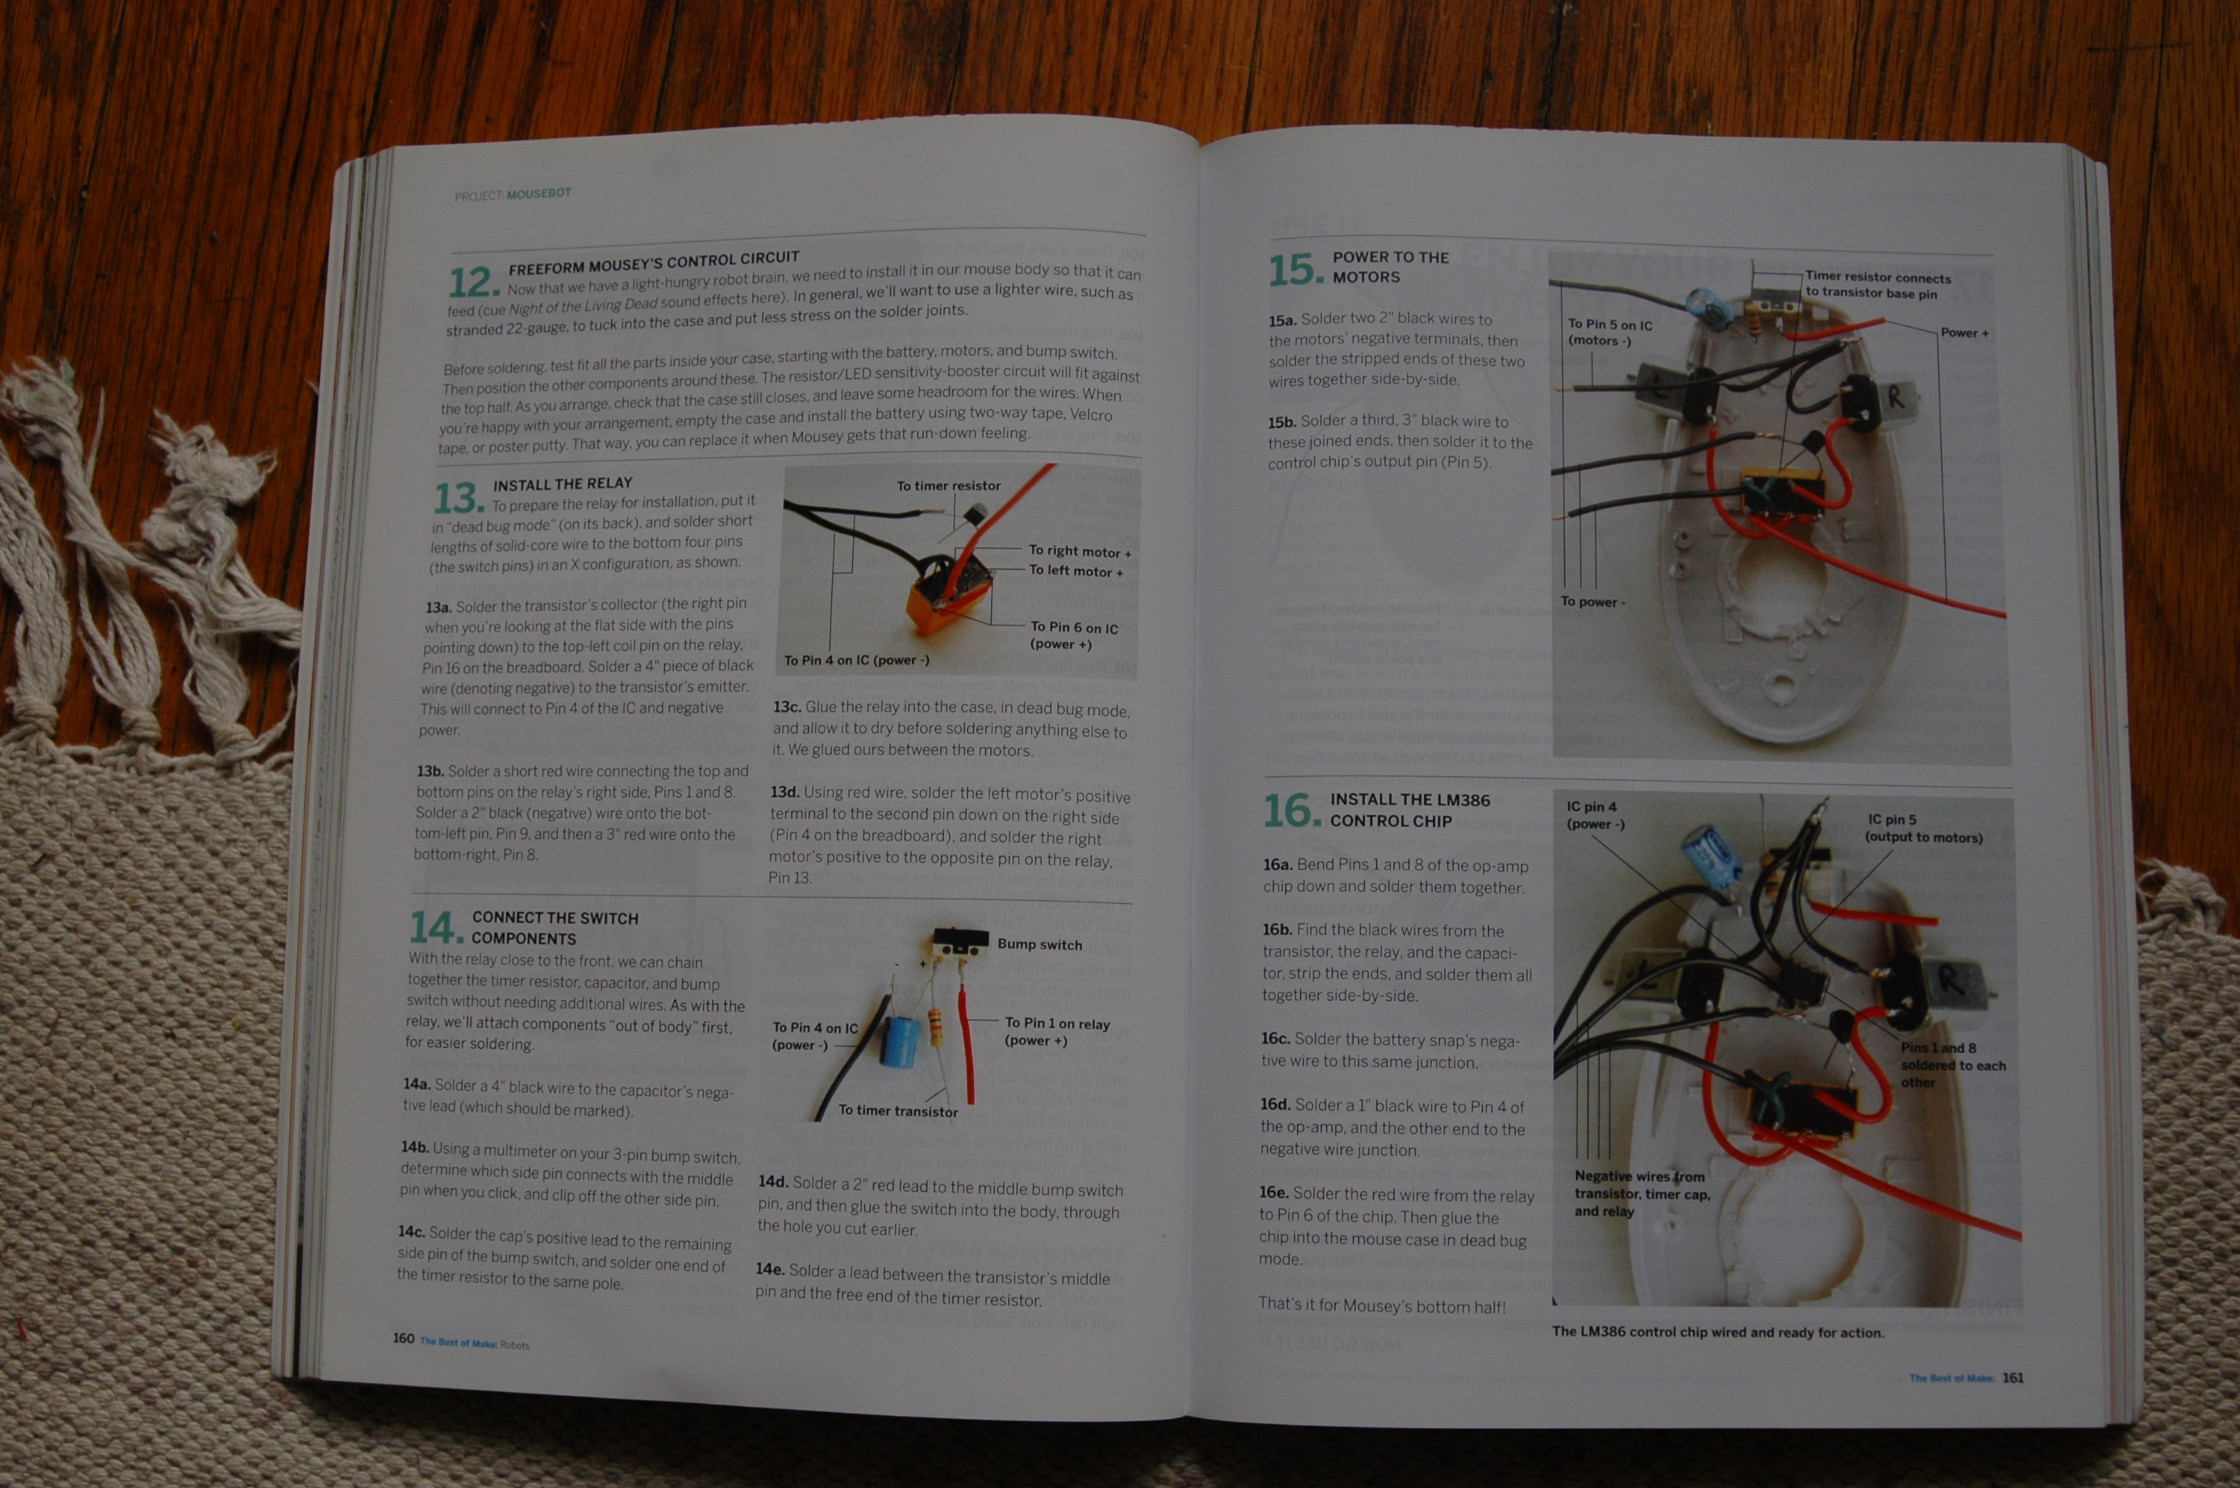 PROJECT: MOUSEBOT
12. FREEFORM MOUSEY'S CONTROL CIRCUIT
Now that we have a light-hungry robot brain, we need to install it in our mouse body so that it can
feed (cue Night of the Living Dead sound effects here). In general, we'll want to use a lighter wire, such as
stranded 22-gauge, to tuck into the case and put less stress on the solder joints.
Before soldering, test fit all the parts inside your case, starting with the battery, motors, and bump switch.
Then position the other components around these. The resistor/LED sensitivity-booster circuit will fit against
the top half. As you arrange, check that the case still closes, and leave some headroom for the wires. When
you're happy with your arrangement, empty the case and install the battery using two-way tape, Velcro
tape, or poster putty. That way, you can replace it when Mousey gets that run-down feeling.
13. INSTALL THE RELAY
To prepare the relay for installation, put it
in "dead bug mode" (on its back), and solder short
lengths of solid-core wire to the bottom four pins
(the switch pins) in an X configuration, as shown.
13a. Solder the transistor's collector (the right pin
when you're looking at the flat side with the pins
pointing down) to the top-left coil pin on the relay,
Pin 16 on the breadboard. Solder a 4" piece of black
wire (denoting negative) to the transistor's emitter.
This will connect to Pin 4 of the IC and negative
power.
13b. Solder a short red wire connecting the top and
bottom pins on the relay's right side, Pins 1 and 8.
Solder a 2" black (negative) wire onto the bot-
tom-left pin, Pin 9, and then a 3" red wire onto the
bottom-right, Pin 8.
To timer resistor
To right motor +
To left motor +
To Pin 6 on IC
(power +)
To Pin 4 on IC (power -)
13c. Glue the relay into the case, in dead bug mode,
and allow it to dry before soldering anything else to
it. We glued ours between the motors.
13d. Using red wire, solder the left motor's positive
terminal to the second pin down on the right side
(Pin 4 on the breadboard), and solder the right
motor's positive to the opposite pin on the relay,
Pin 13.
14. CONNECT THE SWITCH
COMPONENTS
With the relay close to the front, we can chain
together the timer resistor, capacitor, and bump
switch without needing additional wires. As with the
relay, we'll attach components "out of body" first,
for easier soldering.
14a. Solder a 4" black wire to the capacitor's nega-
tive lead (which should be marked).
14b. Using a multimeter on your 3-pin bump switch,
determine which side pin connects with the middle
pin when you click, and clip off the other side pin.
14c. Solder the cap's positive lead to the remaining
side pin of the bump switch, and solder one end of
the timer resistor to the same pole.
Bump switch
- +
To Pin 1 on relay
(power +)
To Pin 4 on IC
(power -)
To timer transistor
14d. Solder a 2" red lead to the middle bump switch
pin, and then glue the switch into the body, through
the hole you cut earlier.
14e. Solder a lead between the transistor's middle
pin and the free end of the timer resistor.
160 The Best of Make: Robots
15. POWER TO THE
MOTORS
15a. Solder two 2" black wires to
the motors' negative terminals, then
solder the stripped ends of these two
wires together side-by-side.
15b. Solder a third, 3" black wire to
these joined ends, then solder it to the
control chip's output pin (Pin 5).
Timer resistor connects
to transistor base pin
Power +
R
To Pin 5 on IC
(motors -)
To power -
16. INSTALL THE LM386
CONTROL CHIP
16a. Bend Pins 1 and 8 of the op-amp
chip down and solder them together.
16b. Find the black wires from the
transistor, the relay, and the capaci-
tor, strip the ends, and solder them all
together side-by-side.
16c. Solder the battery snap's nega-
tive wire to this same junction.
16d. Solder a 1" black wire to Pin 4 of
the op-amp, and the other end to the
negative wire junction.
16e. Solder the red wire from the relay
to Pin 6 of the chip. Then glue the
chip into the mouse case in dead bug
mode.
That's it for Mousey's bottom half!
IC pin 5
(output to motors)
R
Pins 1 and 8
soldered to each
other
IC pin 4
(power -)
Negative wires from
transistor, timer cap,
and relay
The LM386 control chip wired and ready for action.
The Best of Make: 161